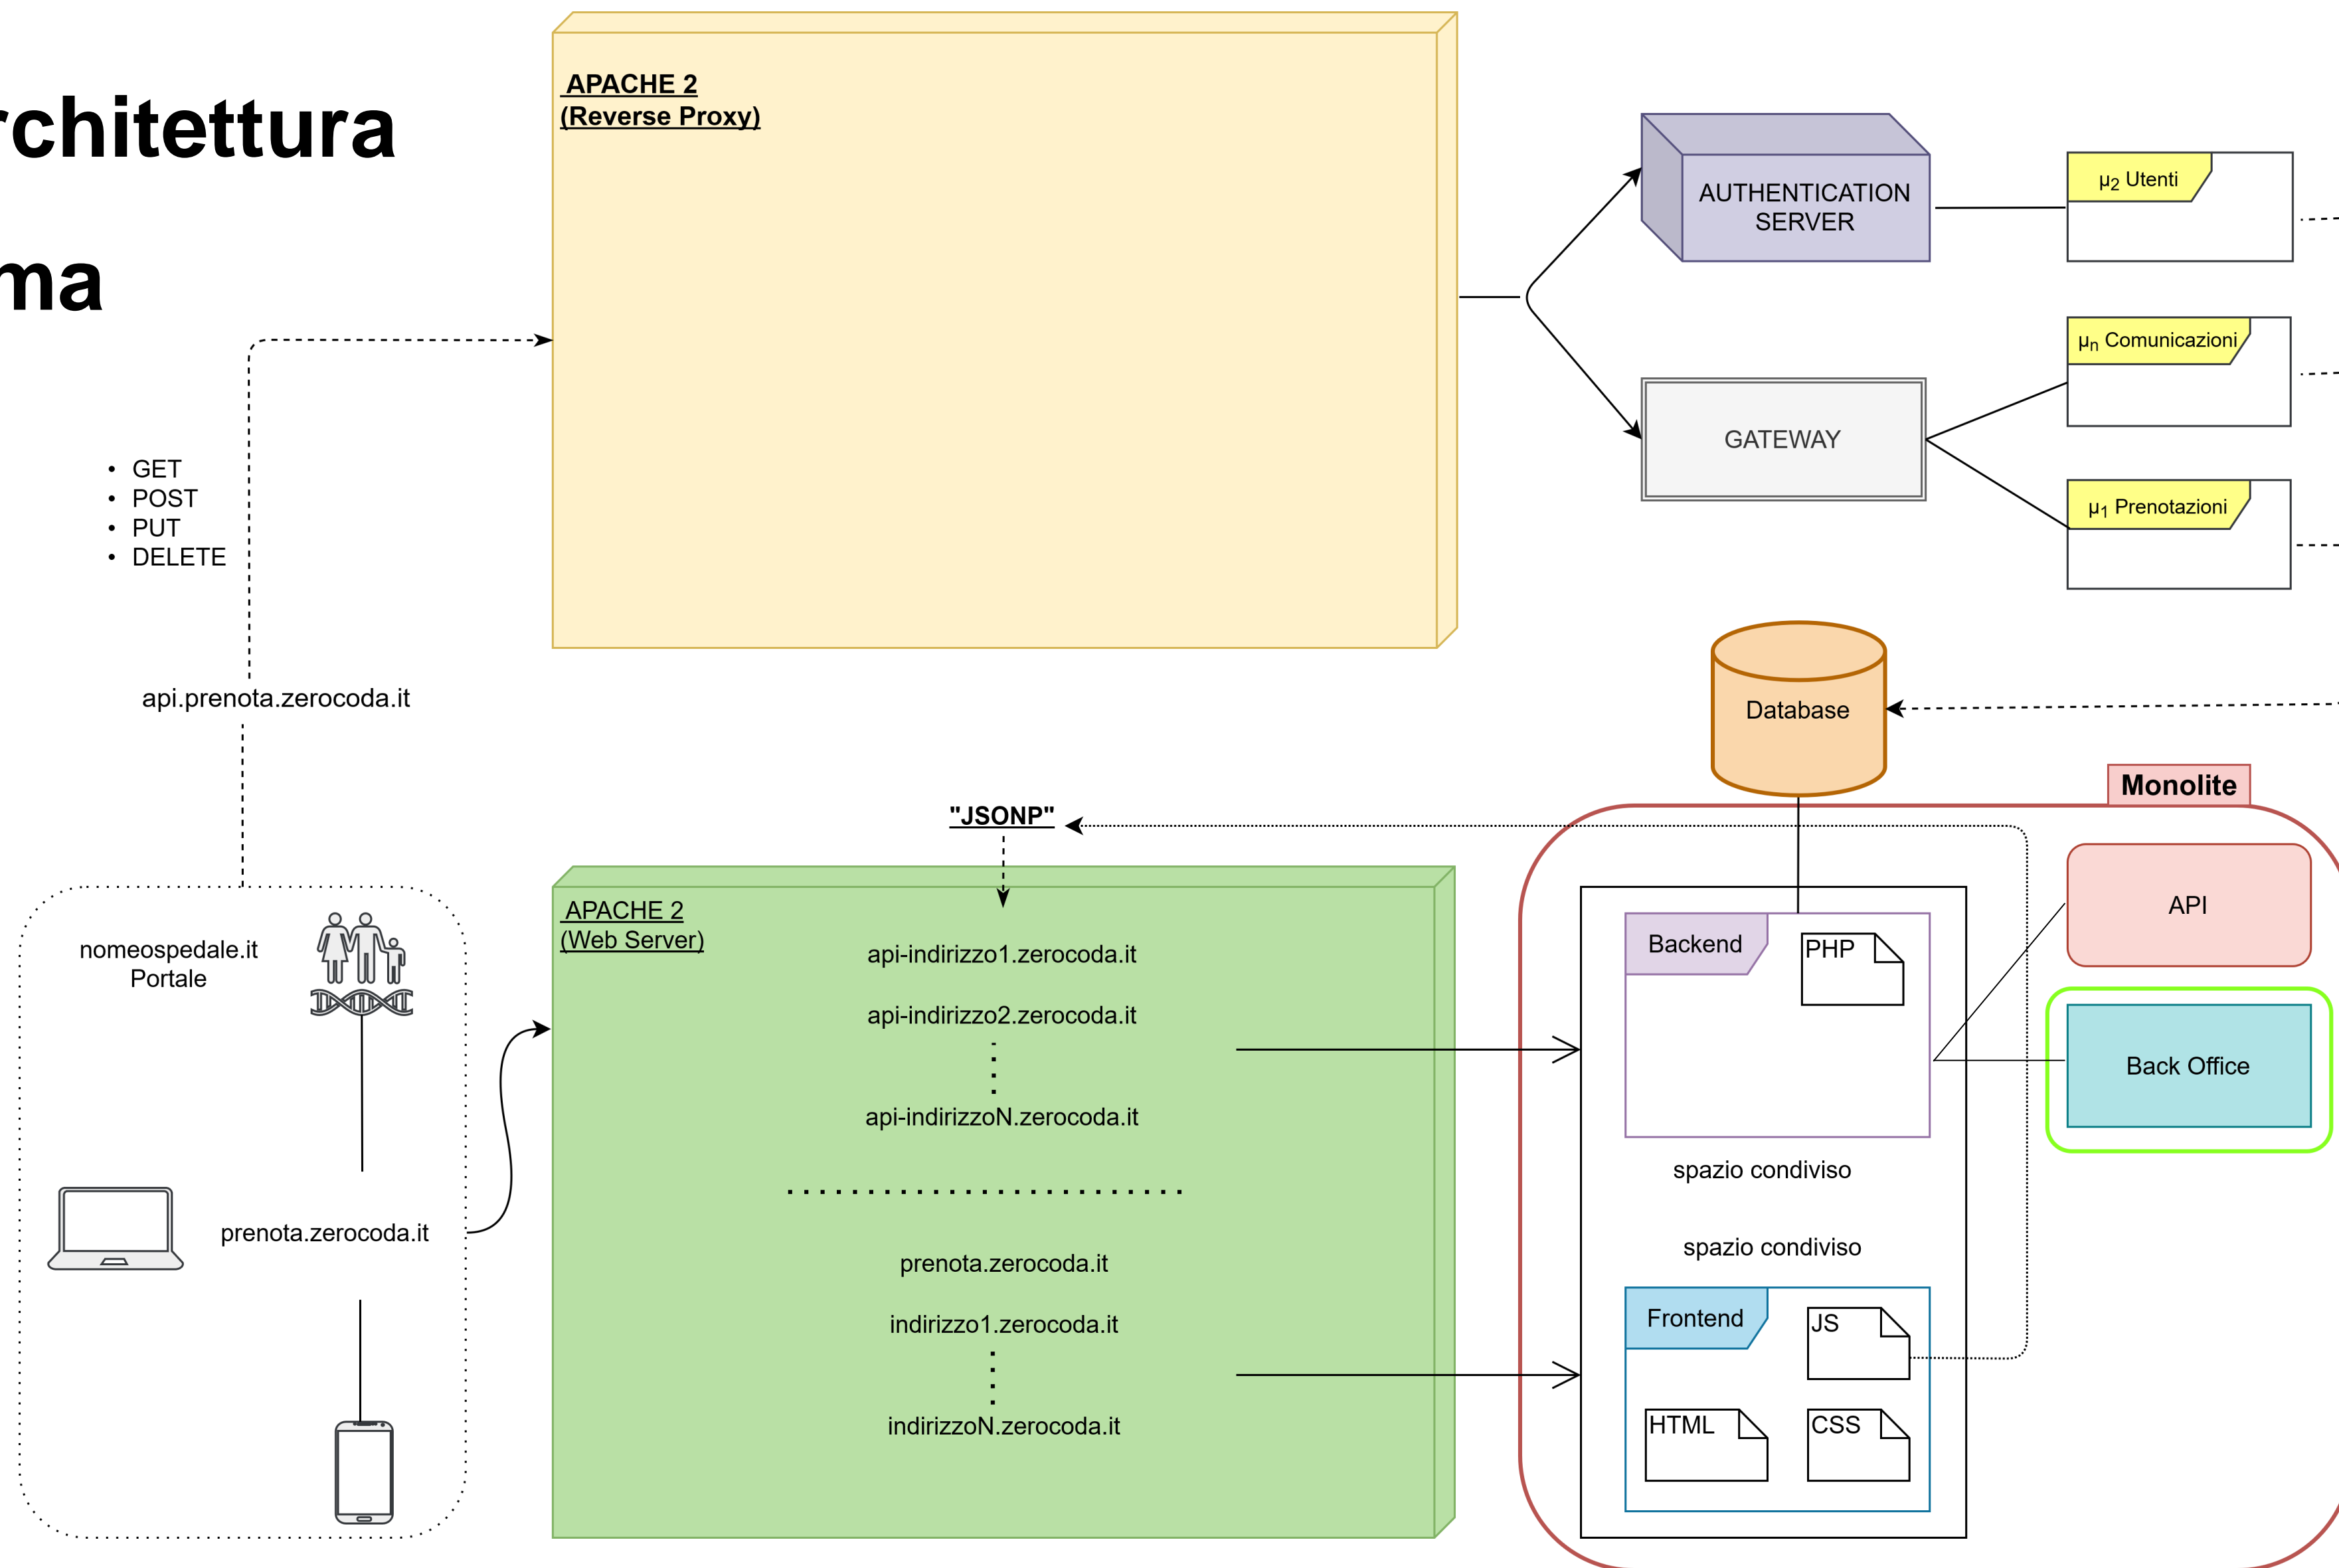 rchitettura
ma
APACHE 2
(Reverse Proxy)
AUTHENTICATION
SERVER
µ2 Utenti
µn Comunicazioni
GATEWAY
µ1 Prenotazioni
• GET
• POST
• PUT
• DELETE
api.prenota.zerocoda.it
Database
Monolite
"JSONP"
nomeospedale.it
Portale
prenota.zerocoda.it
APACHE 2
(Web Server)
api-indirizzo1.zerocoda.it
api-indirizzo2.zerocoda.it
api-indirizzoN.zerocoda.it
prenota.zerocoda.it
indirizzo1.zerocoda.it
indirizzoN.zerocoda.it
Backend
PHP
spazio condiviso
spazio condiviso
Frontend
JS
HTML
CSS
API
Back Office